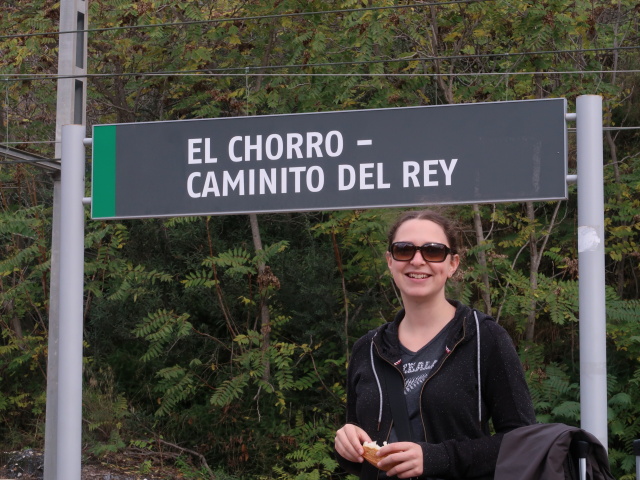 EL CHORRO –
CAMINITO DEL REY